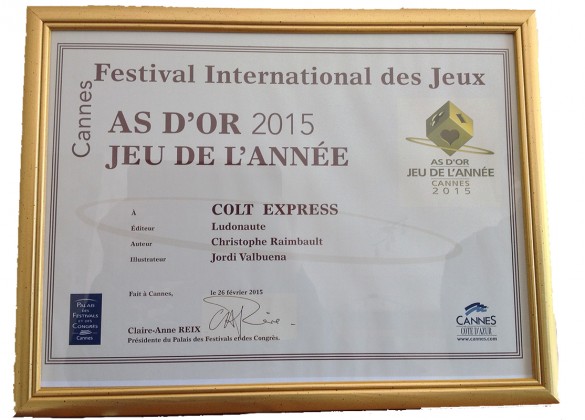 Cannes
Festival International des Jeux
AS D'OR 2015
JEU DE L'ANNÉE
AS D'OR
JEU DE L'ANNÉE
CANNES
2015
À COLT EXPRESS
Éditeur Ludonaute
Auteur Christophe Raimbault
Illustrateur Jordi Valbuena
Fait à Cannes, le 26 février 2015
Claire-Anne REIX
Présidente du Palais des Festivals et des Congrès.
PALAIS
DES
FESTIVALS
ET DES
CONGRÈS
Cannes
CANNES
CÔTE D'AZUR
www.cannes.com